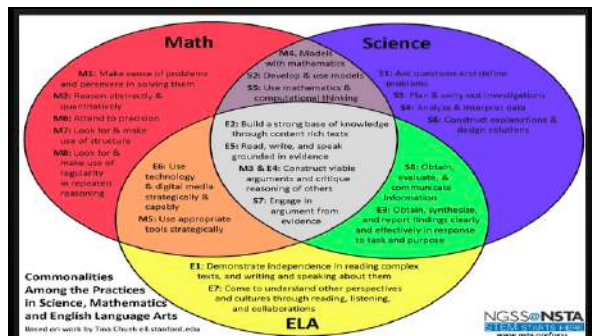 Math
Science
M4. Models
with mathematics
S2: Develop & use models
S5: Use mathematics &
computational thinking
M1: Make sense of problems
and persevere in solving them
M2: Reason abstractly &
quantitatively
M6: Attend to precision
M7: Look for & make
use of structure
M8: Look for &
make use of
regularity
in repeated
reasoning
S1: Ask questions and define
problems
S3: Plan & carry out investigations
S4: Analyze & interpret data
S6: Construct explanations &
design solutions
E2: Build a strong base of knowledge
through content rich texts
E5: Read, write, and speak
grounded in evidence
M3 & E4: Construct viable
arguments and critique
reasoning of others
S7: Engage in
argument from
evidence
E6: Use
technology
& digital media
strategically &
capably
M5: Use appropriate
tools strategically
S8: Obtain,
evaluate, &
communicate
information
E3: Obtain, synthesize,
and report findings clearly
and effectively in response
to task and purpose
E1: Demonstrate independence in reading complex
texts, and writing and speaking about them
E7: Come to understand other perspectives
and cultures through reading, listening,
and collaborations
ELA
Commonalities
Among the Practices
in Science, Mathematics
and English Language Arts
Based on work by Tina
NGSS@NSTA
STEM STARTS HERE